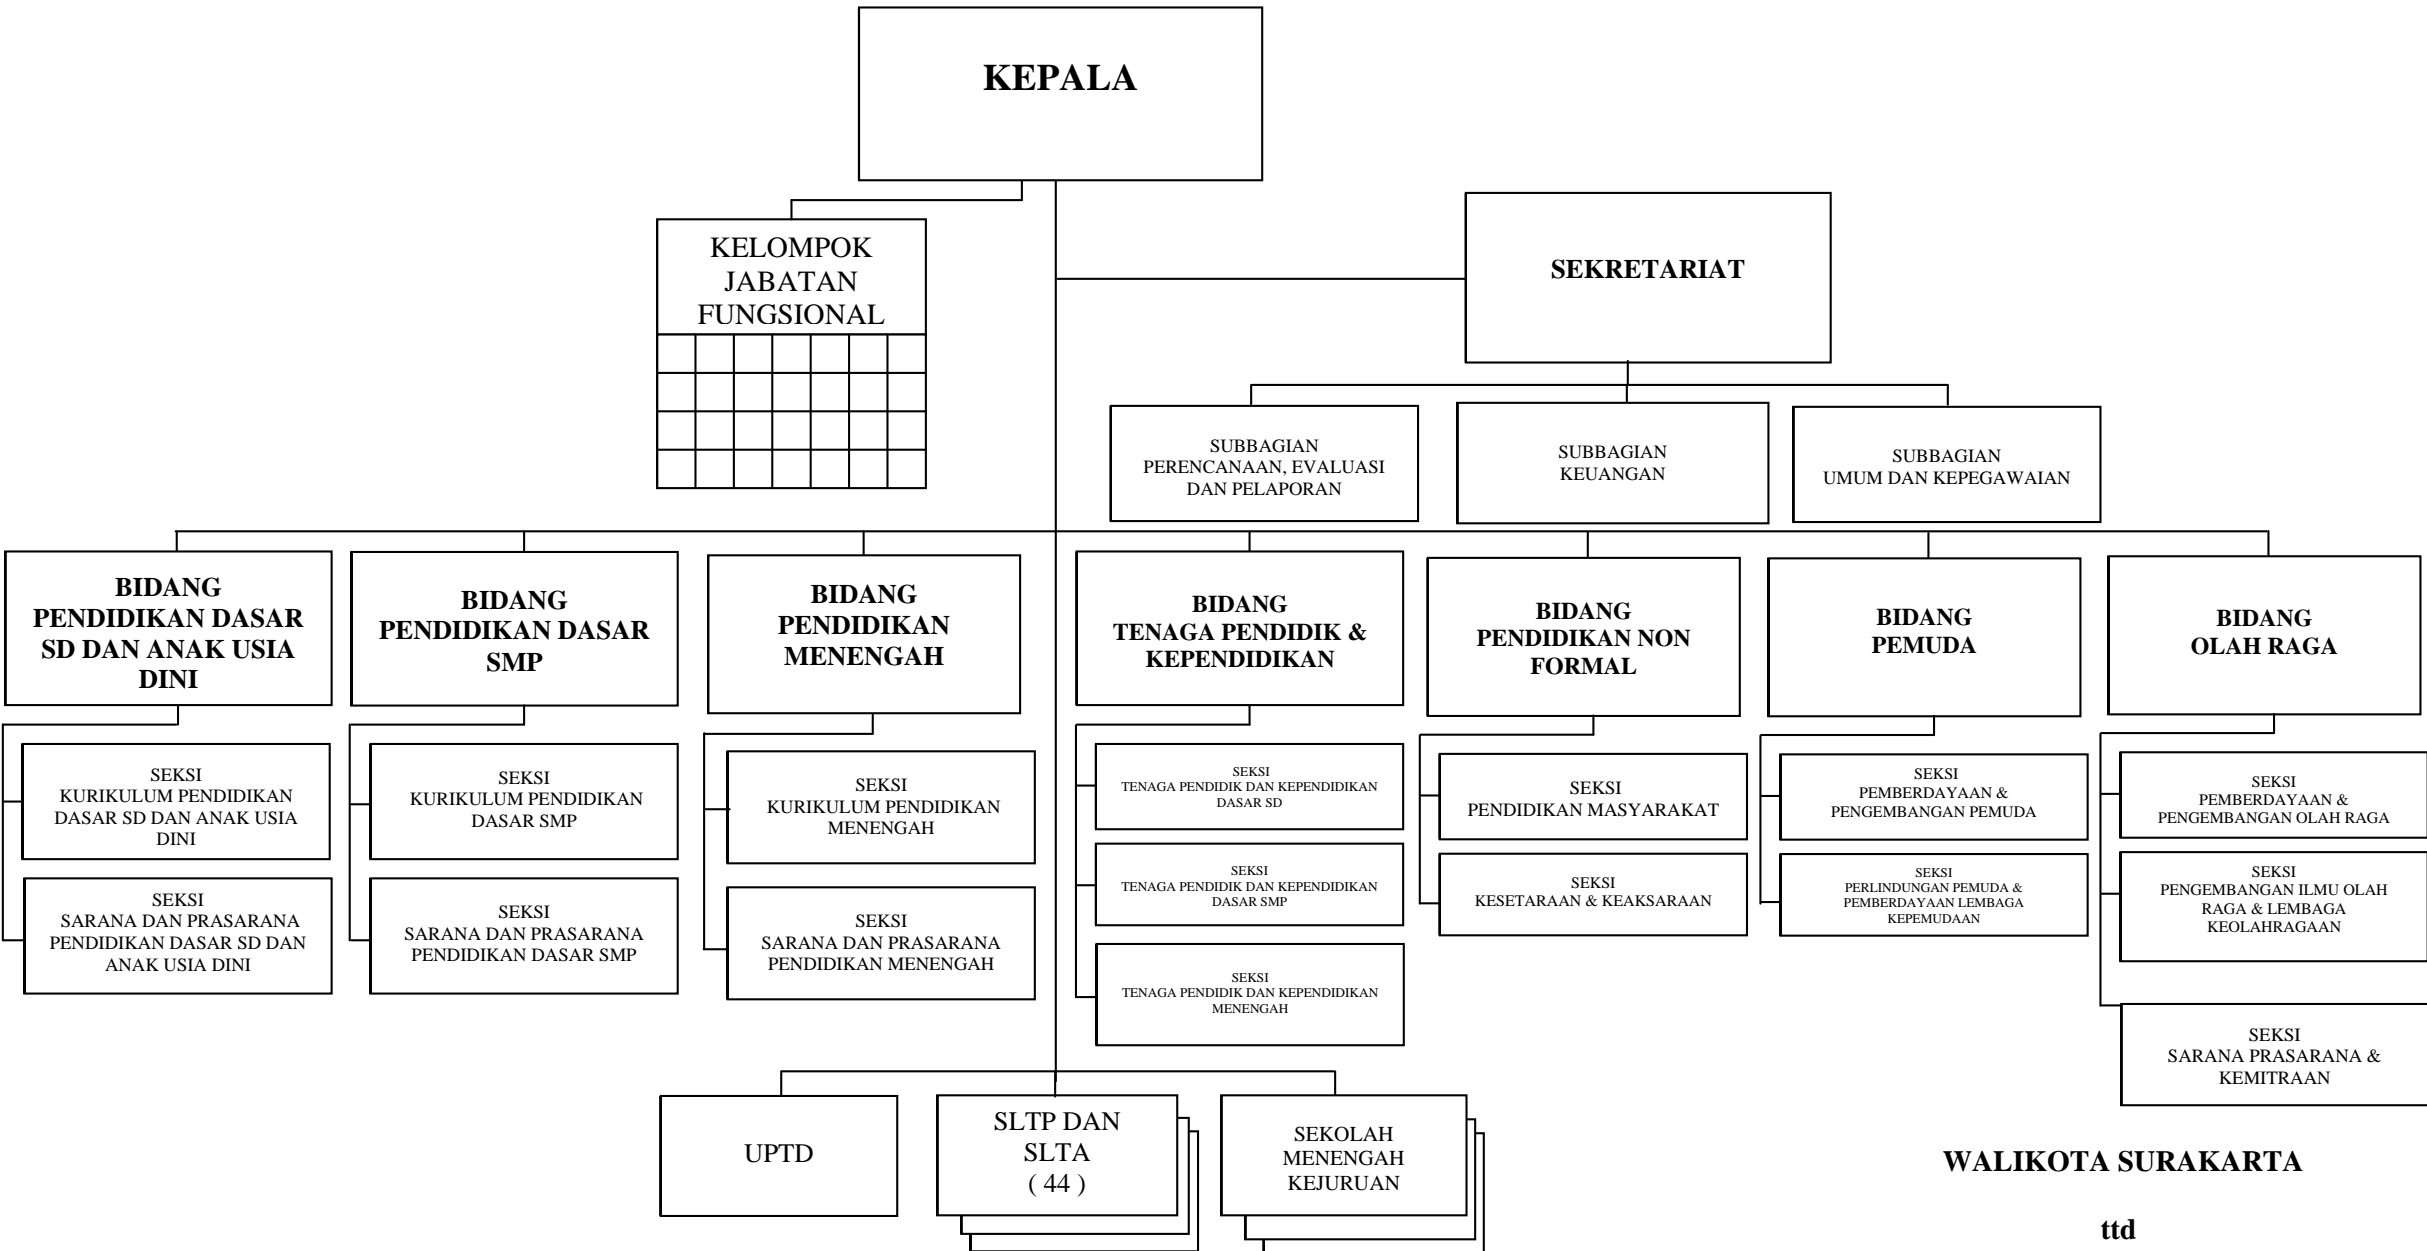 KEPALA
KELOMPOK
JABATAN
FUNGSIONAL
SEKRETARIAT
SUBBAGIAN
PERENCANAAN, EVALUASI
DAN PELAPORAN
SUBBAGIAN
KEUANGAN
SUBBAGIAN
UMUM DAN KEPEGAWAIAN
BIDANG
PENDIDIKAN DASAR
SD DAN ANAK USIA
DINI
BIDANG
PENDIDIKAN DASAR
SMP
BIDANG
PENDIDIKAN
MENENGAH
BIDANG
TENAGA PENDIDIK &
KEPENDIDIKAN
BIDANG
PENDIDIKAN NON
FORMAL
BIDANG
PEMUDA
BIDANG
OLAH RAGA
SEKSI
KURIKULUM PENDIDIKAN
DASAR SD DAN ANAK USIA
DINI
SEKSI
SARANA DAN PRASARANA
PENDIDIKAN DASAR SD DAN
ANAK USIA DINI
SEKSI
KURIKULUM PENDIDIKAN
DASAR SMP
SEKSI
SARANA DAN PRASARANA
PENDIDIKAN DASAR SMP
SEKSI
KURIKULUM PENDIDIKAN
MENENGAH
SEKSI
SARANA DAN PRASARANA
PENDIDIKAN MENENGAH
SEKSI
TENAGA PENDIDIK DAN KEPENDIDIKAN
DASAR SD
SEKSI
TENAGA PENDIDIK DAN KEPENDIDIKAN
DASAR SMP
SEKSI
TENAGA PENDIDIK DAN KEPENDIDIKAN
MENENGAH
SEKSI
PENDIDIKAN MASYARAKAT
SEKSI
KESETARAAN & KEAKSARAAN
SEKSI
PEMBERDAYAAN &
PENGEMBANGAN PEMUDA
SEKSI
PERLINDUNGAN PEMUDA &
PEMBERDAYAAN LEMBAGA
KEPEMUDAAN
SEKSI
PEMBERDAYAAN &
PENGEMBANGAN OLAH RAGA
SEKSI
PENGEMBANGAN ILMU OLAH
RAGA & LEMBAGA
KEOLAHRAGAAN
SEKSI
SARANA PRASARANA &
KEMITRAAN
UPTD
SLTP DAN
SLTA
( 44 )
SEKOLAH
MENENGAH
KEJURUAN
WALIKOTA SURAKARTA
ttd